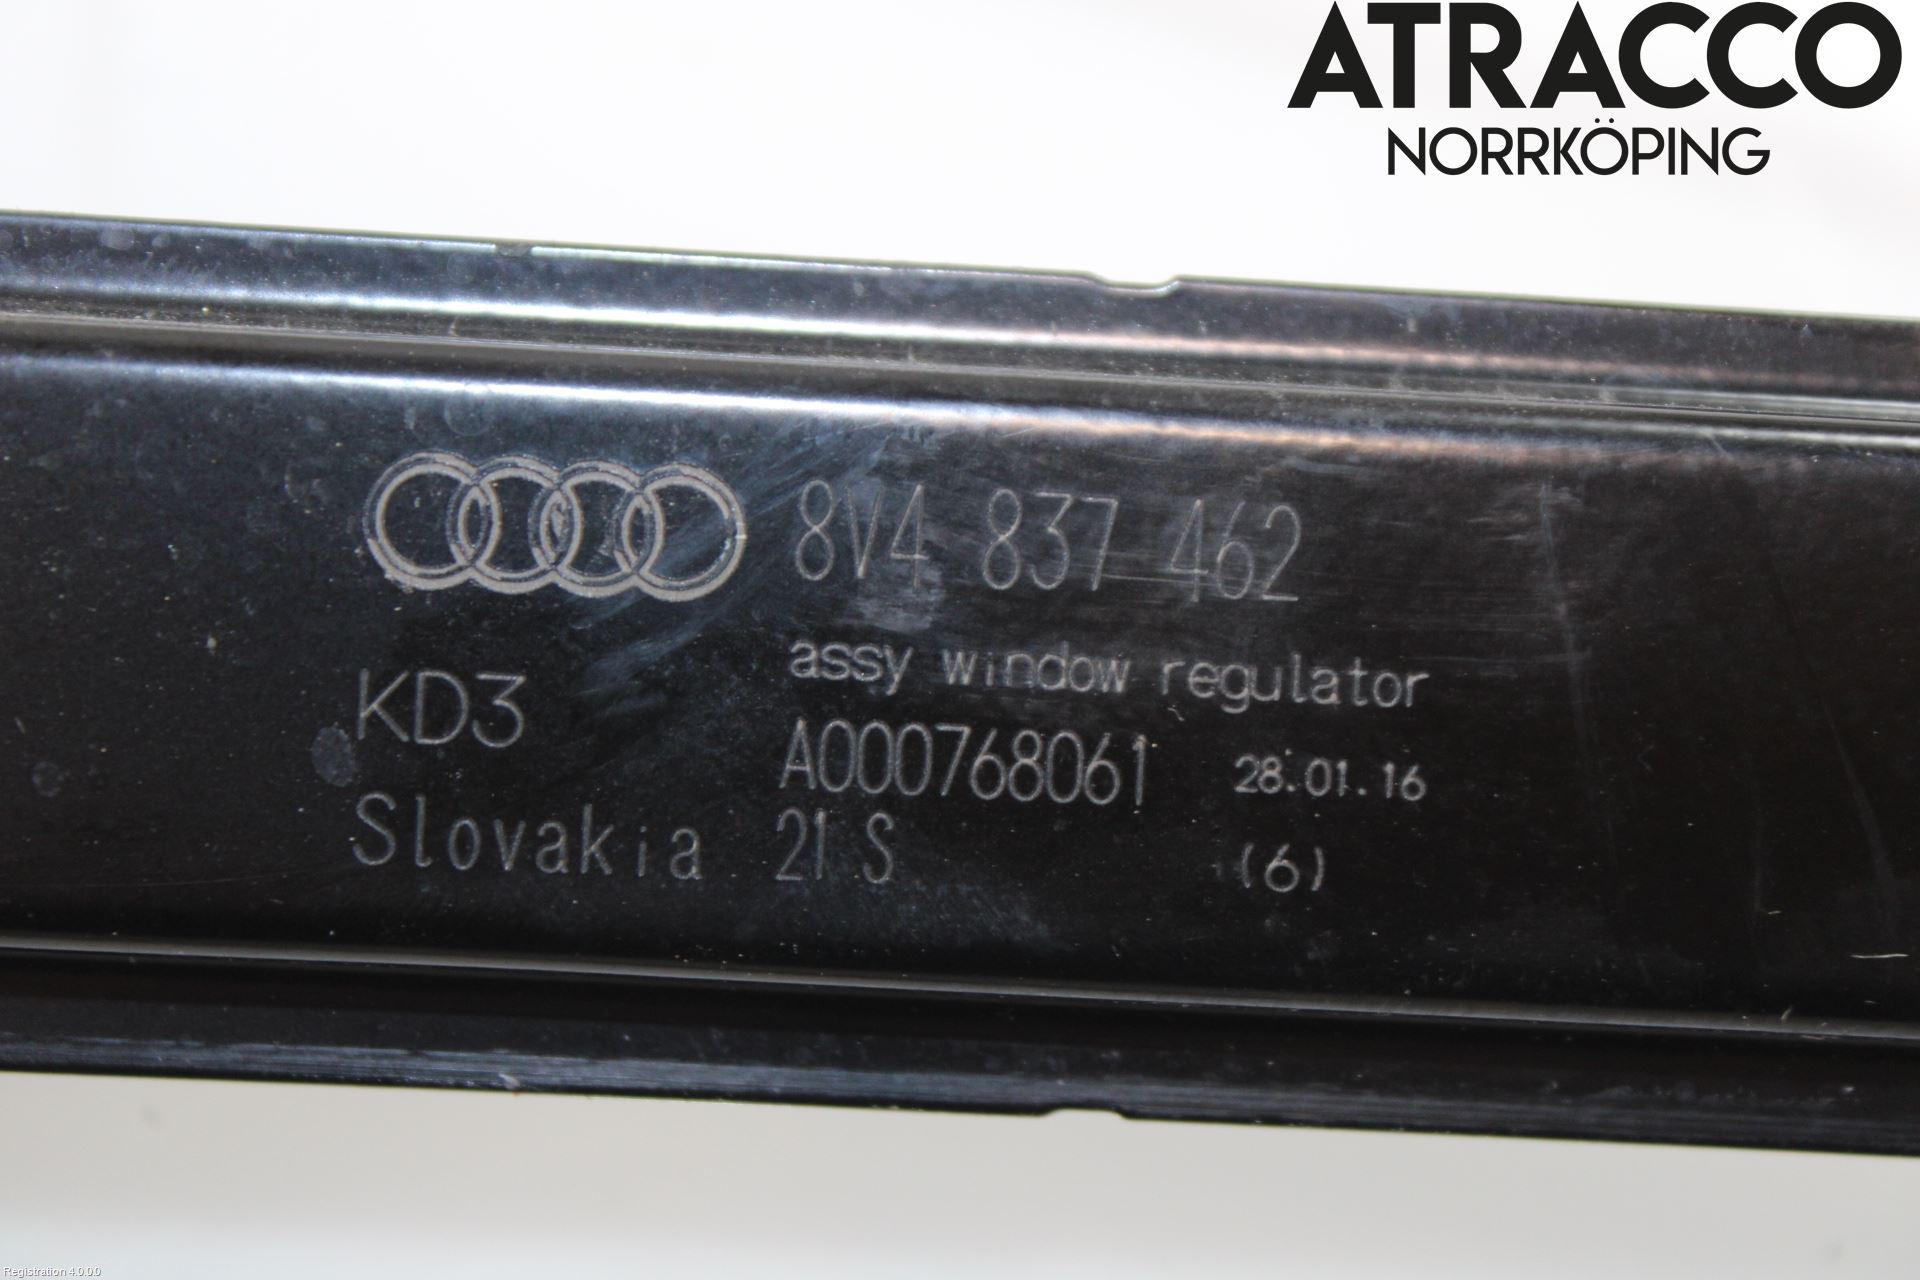 ATRACCO
NORRKÖPING
8V4 837 462
assy window regulator
KD3
A000768061 28.01.16
Slovakia 21 S (6)
Registration 4.0.0.0